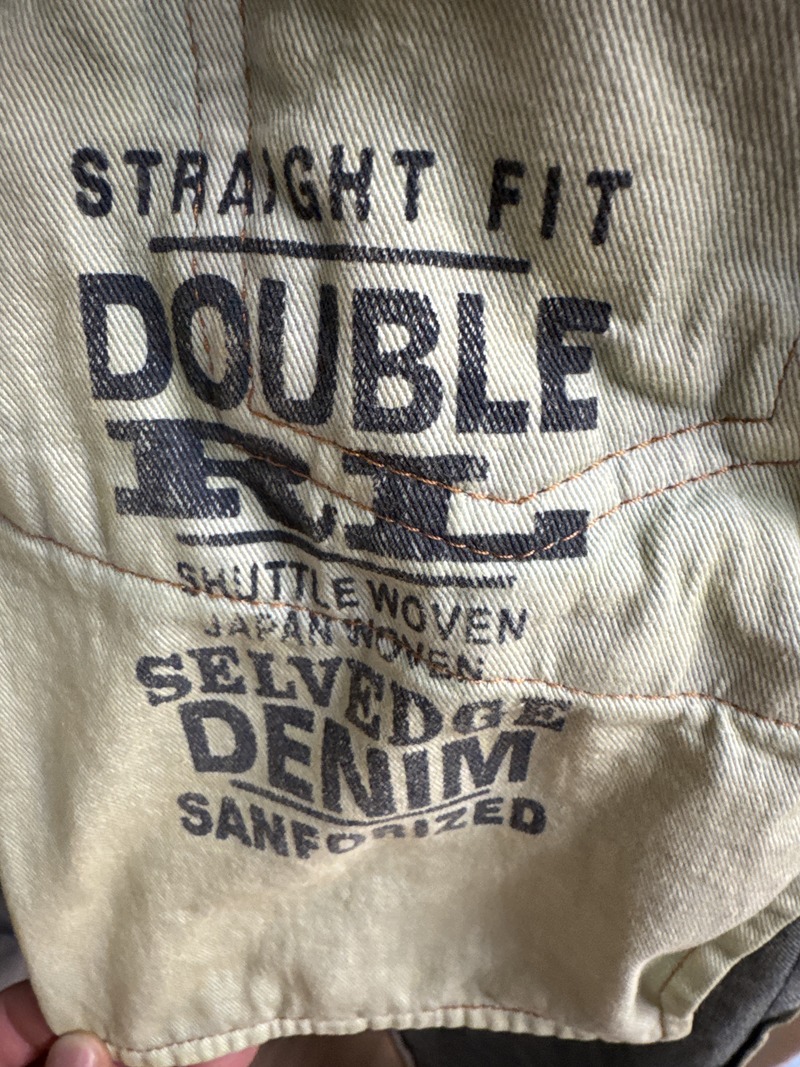 STRAIGHT FIT
DOUBLE
RL
SHUTTLE WOVEN
JAPAN WOVEN
SELVEDGE
DENIM
SANFORIZED